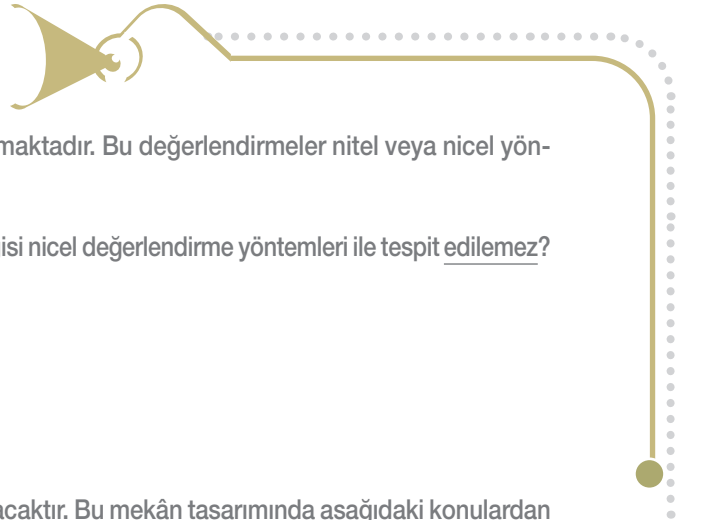 maktadır. Bu değerlendirmeler nitel veya nicel yön-
isi nicel değerlendirme yöntemleri ile tespit edilemez?
acaktır. Bu mekân tasarımında aşağıdaki konulardan